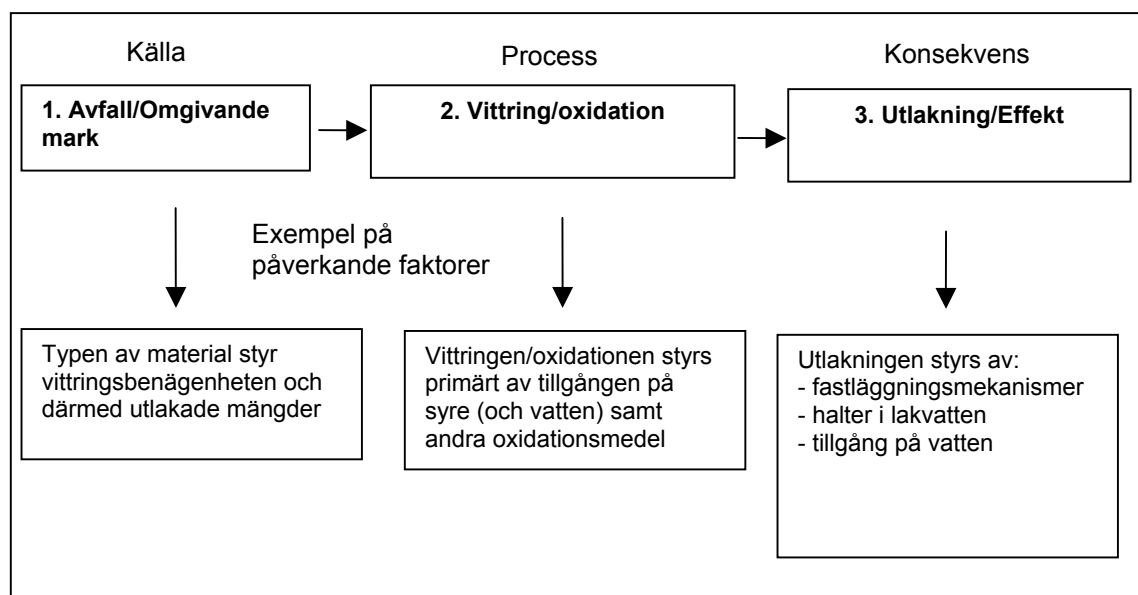 Källa
Process
Konsekvens
1. Avfall/Omgivande
mark
2. Vittring/oxidation
3. Utlakning/Effekt
Exempel på
påverkande faktorer
Typen av material styr
vittringsbenägenheten och
därmed utlakade mängder
Vittringen/oxidationen styrs
primärt av tillgången på
syre (och vatten) samt
andra oxidationsmedel
Utlakningen styrs av:
- fastläggningsmekanismer
- halter i lakvatten
- tillgång på vatten